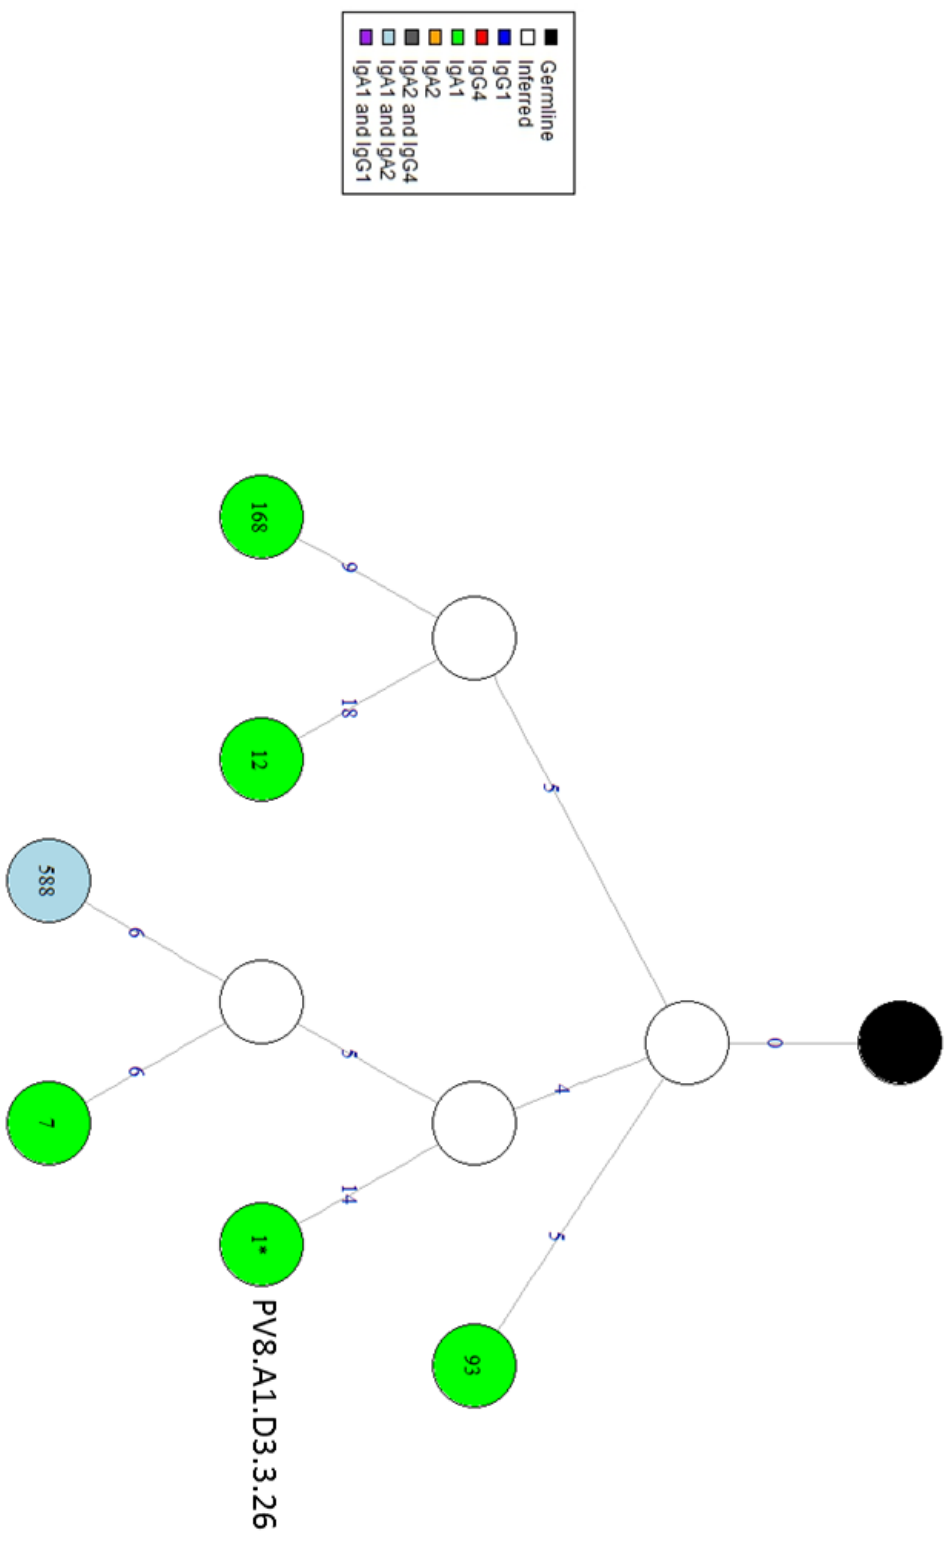 Germline
Inferred
IgG1
IgG4
IgA1
IgA2
IgA2 and IgG4
IgA1 and IgA2
IgA1 and IgG1
0
5
4
5
93
9
18
5
14
168
12
1*
PV8.A1.D3.3.26
6
6
588
7